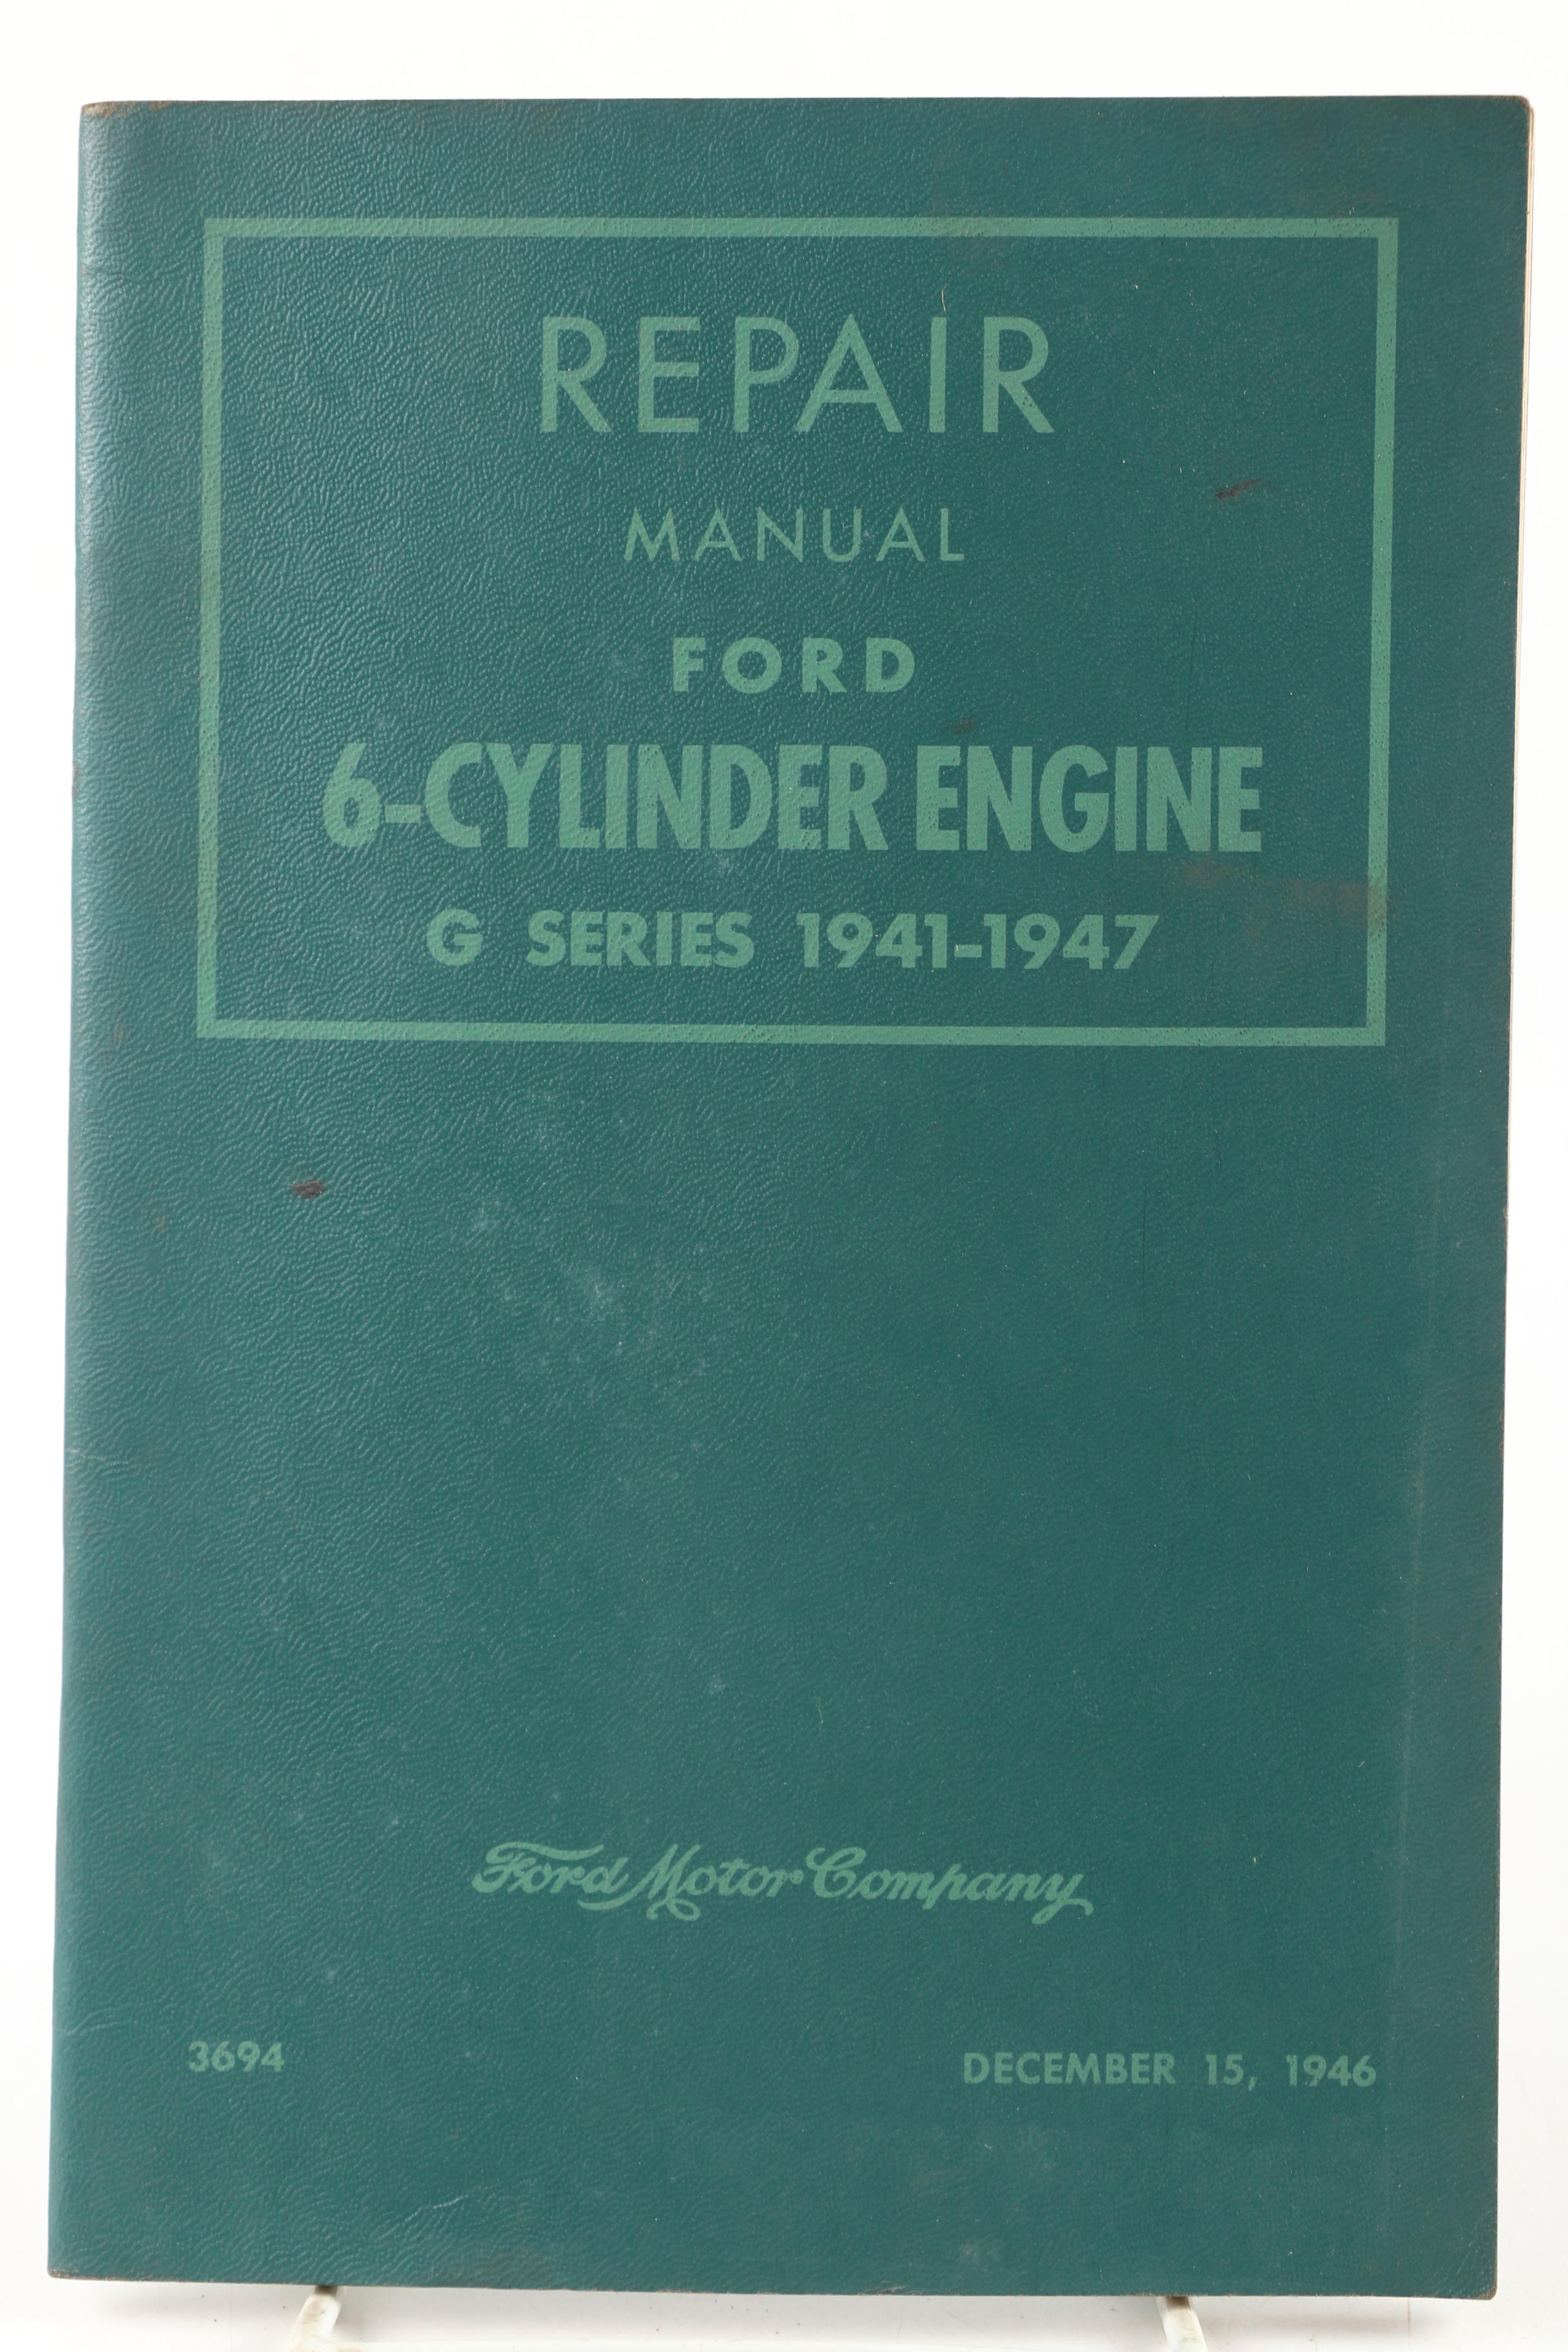 REPAIR
MANUAL
FORD
6-CYLINDER ENGINE
G SERIES 1941-1947
Ford Motor Company
3694
DECEMBER 15, 1946